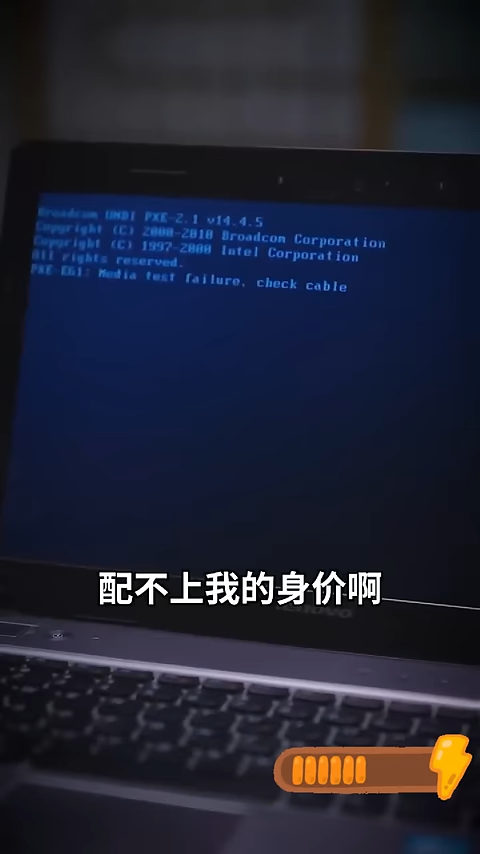 Broadcom UNDI PXE-2.1 v14.4.5
Copyright (C) 2000-2010 Broadcom Corporation
Copyright (C) 1997-2000 Intel Corporation
All rights reserved.
PXE-E61: Media test failure, check cable
配不上我的身价啊
lenovo